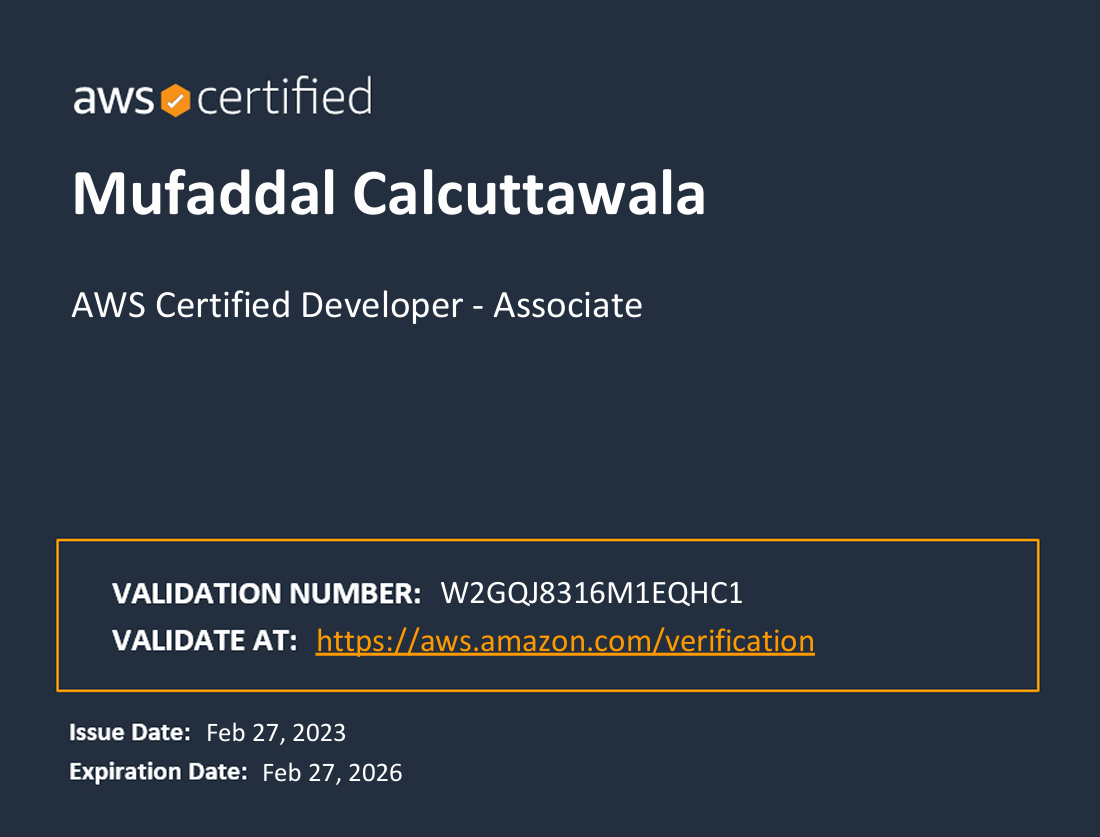 aws certified
Mufaddal Calcuttawala
AWS Certified Developer - Associate
VALIDATION NUMBER: W2GQJ8316M1EQHC1
VALIDATE AT: https://aws.amazon.com/verification
Issue Date: Feb 27, 2023
Expiration Date: Feb 27, 2026